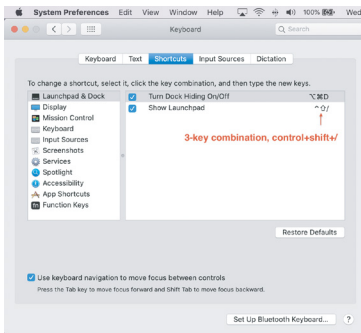 System Preferences Edit View Window Help 100% Wed
Keyboard
Search
Keyboard Text Shortcuts Input Sources Dictation
To change a shortcut, select it, click the key combination, and then type the new keys.
Launchpad & Dock
Display
Mission Control
Keyboard
Input Sources
Screenshots
Services
Spotlight
Accessibility
App Shortcuts
fn Function Keys
Turn Dock Hiding On/Off ⌥⌘D
Show Launchpad ^⇧/
3-key combination, control+shift+/
Restore Defaults
Use keyboard navigation to move focus between controls
Press the Tab key to move focus forward and Shift Tab to move focus backward.
Set Up Bluetooth Keyboard... ?